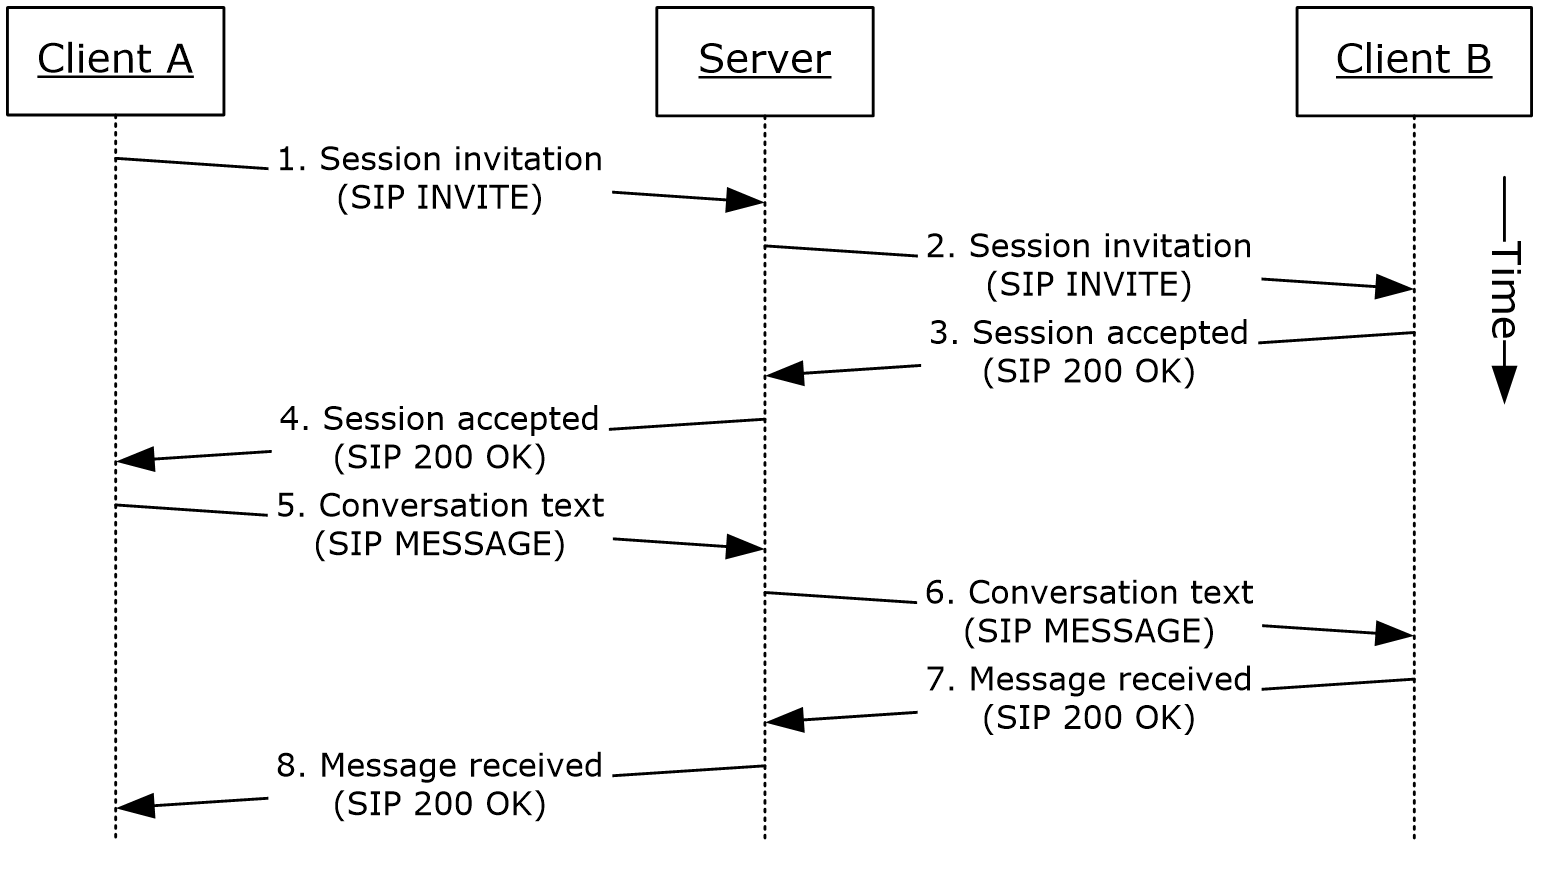 Client A
Server
Client B
1. Session invitation
(SIP INVITE)
2. Session invitation
(SIP INVITE)
Time
3. Session accepted
(SIP 200 OK)
4. Session accepted
(SIP 200 OK)
5. Conversation text
(SIP MESSAGE)
6. Conversation text
(SIP MESSAGE)
7. Message received
(SIP 200 OK)
8. Message received
(SIP 200 OK)